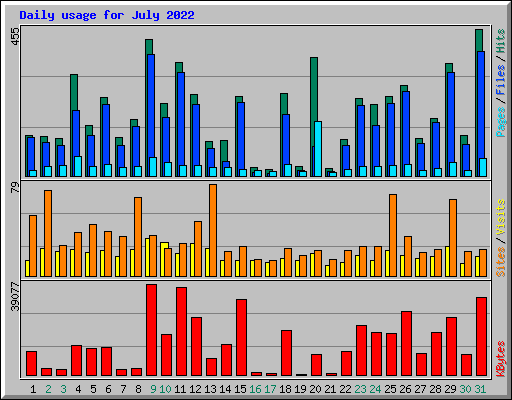 Daily usage for July 2022
455
Pages / Files / Hits
79
Sites / Visits
39077
KBytes
1 2 3 4 5 6 7 8 9 10 11 12 13 14 15 16 17 18 19 20 21 22 23 24 25 26 27 28 29 30 31